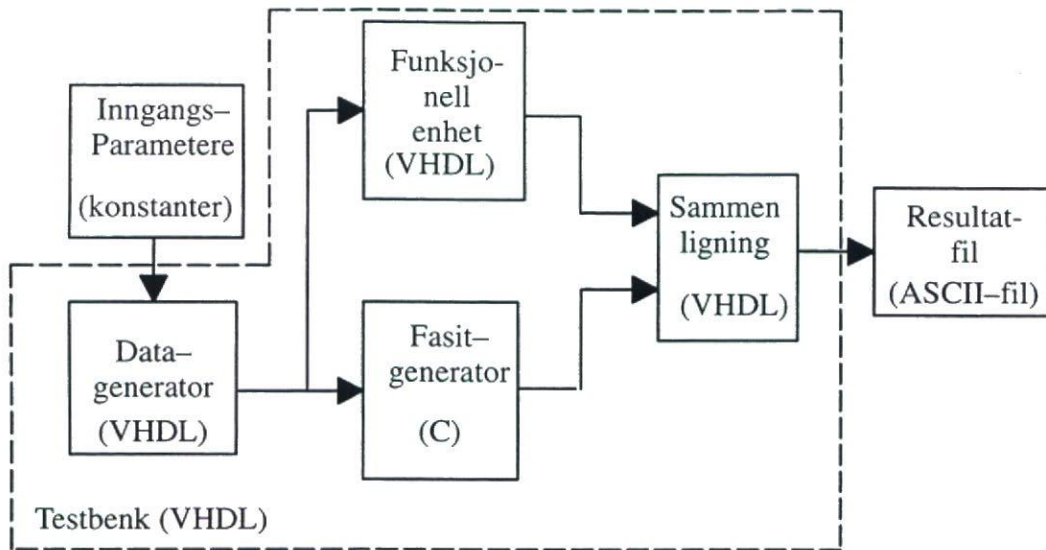 Inngangs–
Parametere
(konstanter)
Funksjo-
nell
enhet
(VHDL)
Sammen
ligning
(VHDL)
Resultat-
fil
(ASCII–fil)
Data–
generator
(VHDL)
Fasit–
generator
(C)
Testbenk (VHDL)